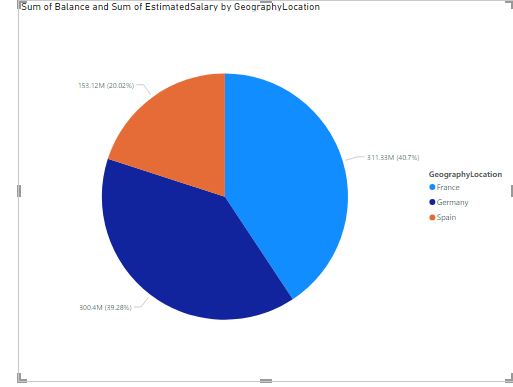 Sum of Balance and Sum of EstimatedSalary by GeographyLocation
153.12M (20.02%)
311.33M (40.7%)
GeographyLocation
France
Germany
Spain
300.4M (39.28%)